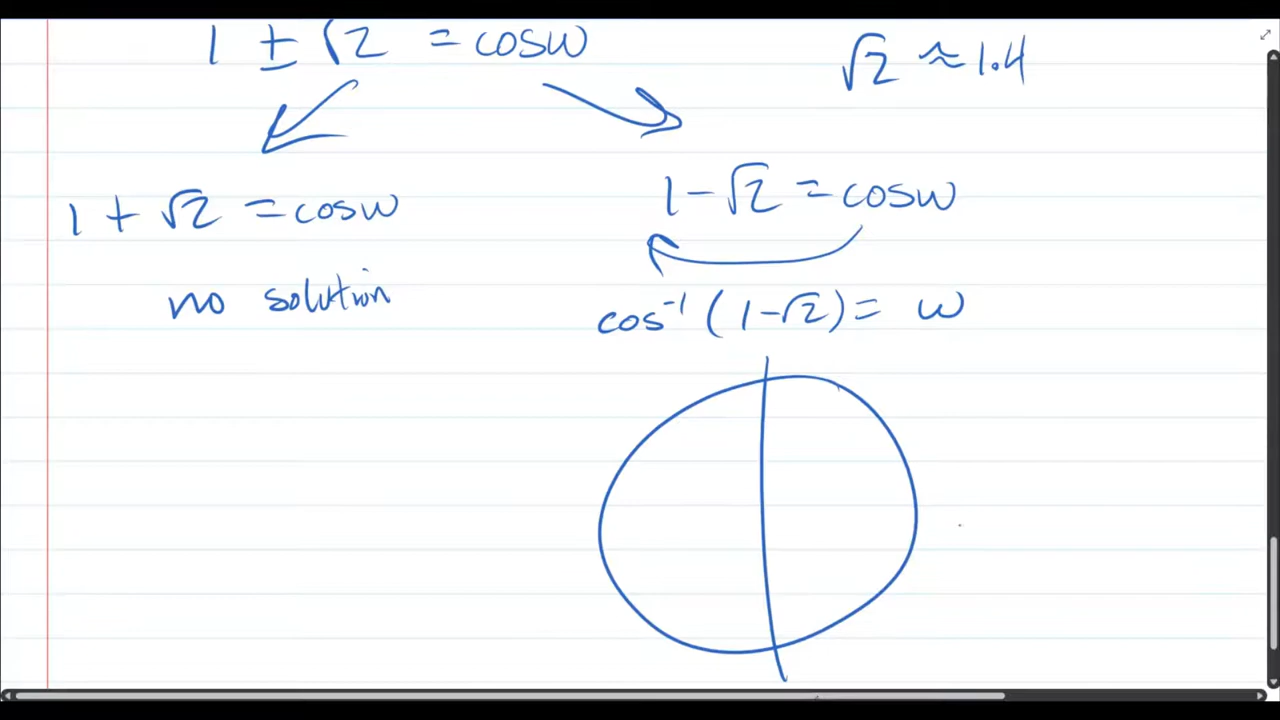 1 ± √2 = cosw
√2 ≈ 1.4
1 + √2 = cosw
no solution
1 - √2 = cosw
cos⁻¹ (1-√2) = w